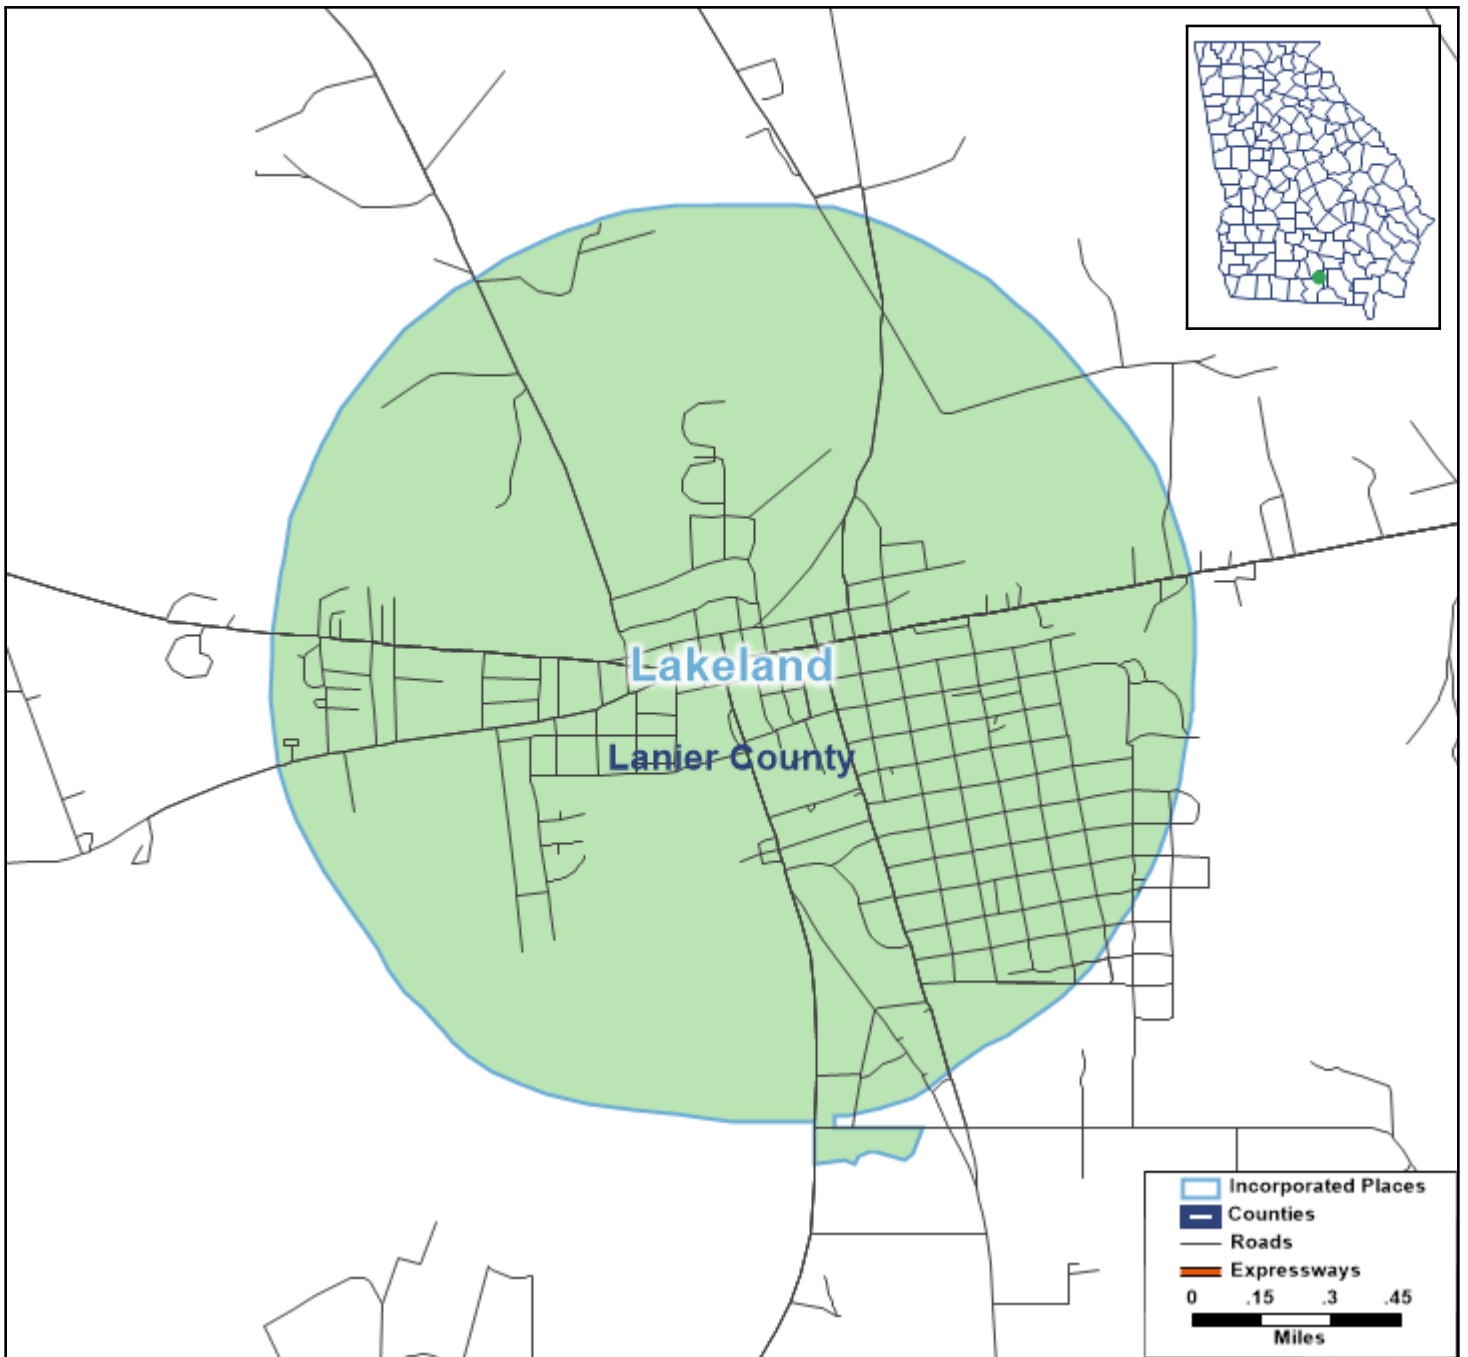 Lakeland
Lanier County
Incorporated Places
Counties
Roads
Expressways
0 .15 .3 .45
Miles